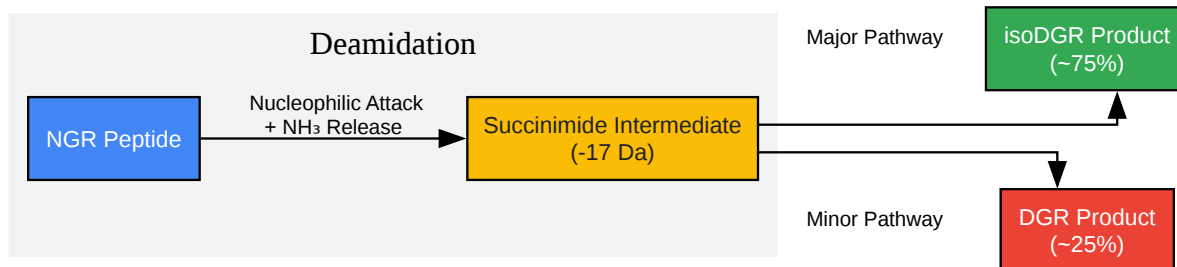 Deamidation
NGR Peptide
Nucleophilic Attack
+ NH₃ Release
Succinimide Intermediate
(-17 Da)
Major Pathway
isoDGR Product
(~75%)
Minor Pathway
DGR Product
(~25%)